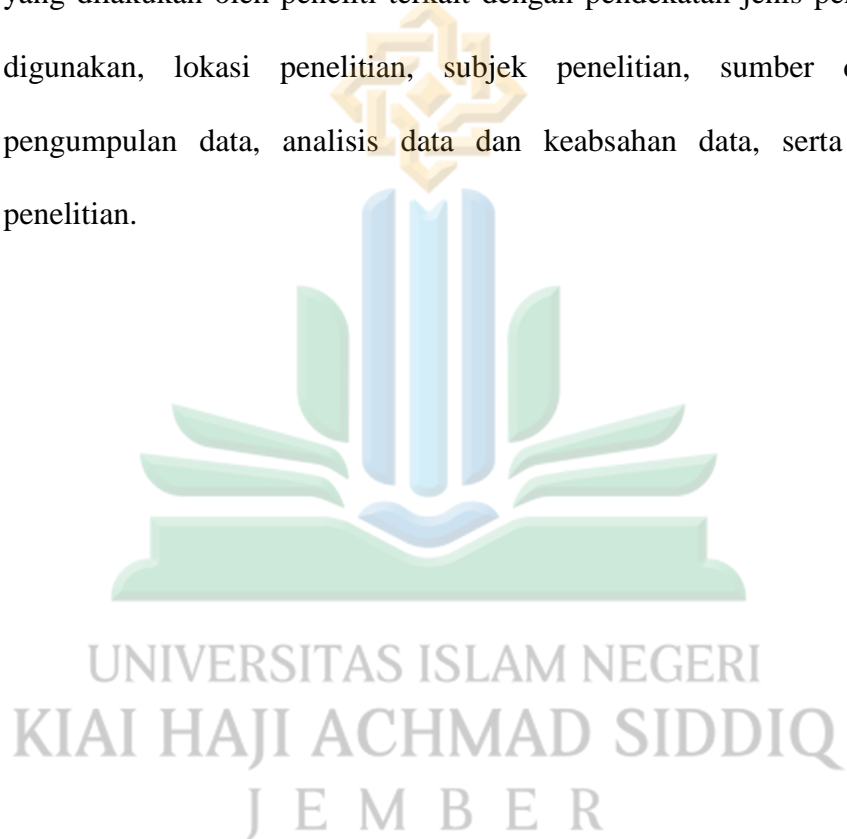 yang dilakukan oleh peneliti terkait dengan pendekatan jenis
digunakan, lokasi penelitian, subjek penelitian, sumber
pengumpulan data, analisis data dan keabsahan data, serta
penelitian.
UNIVERSITAS ISLAM NEGERI
KIAI HAJI ACHMAD SIDDIQ
JEMBER